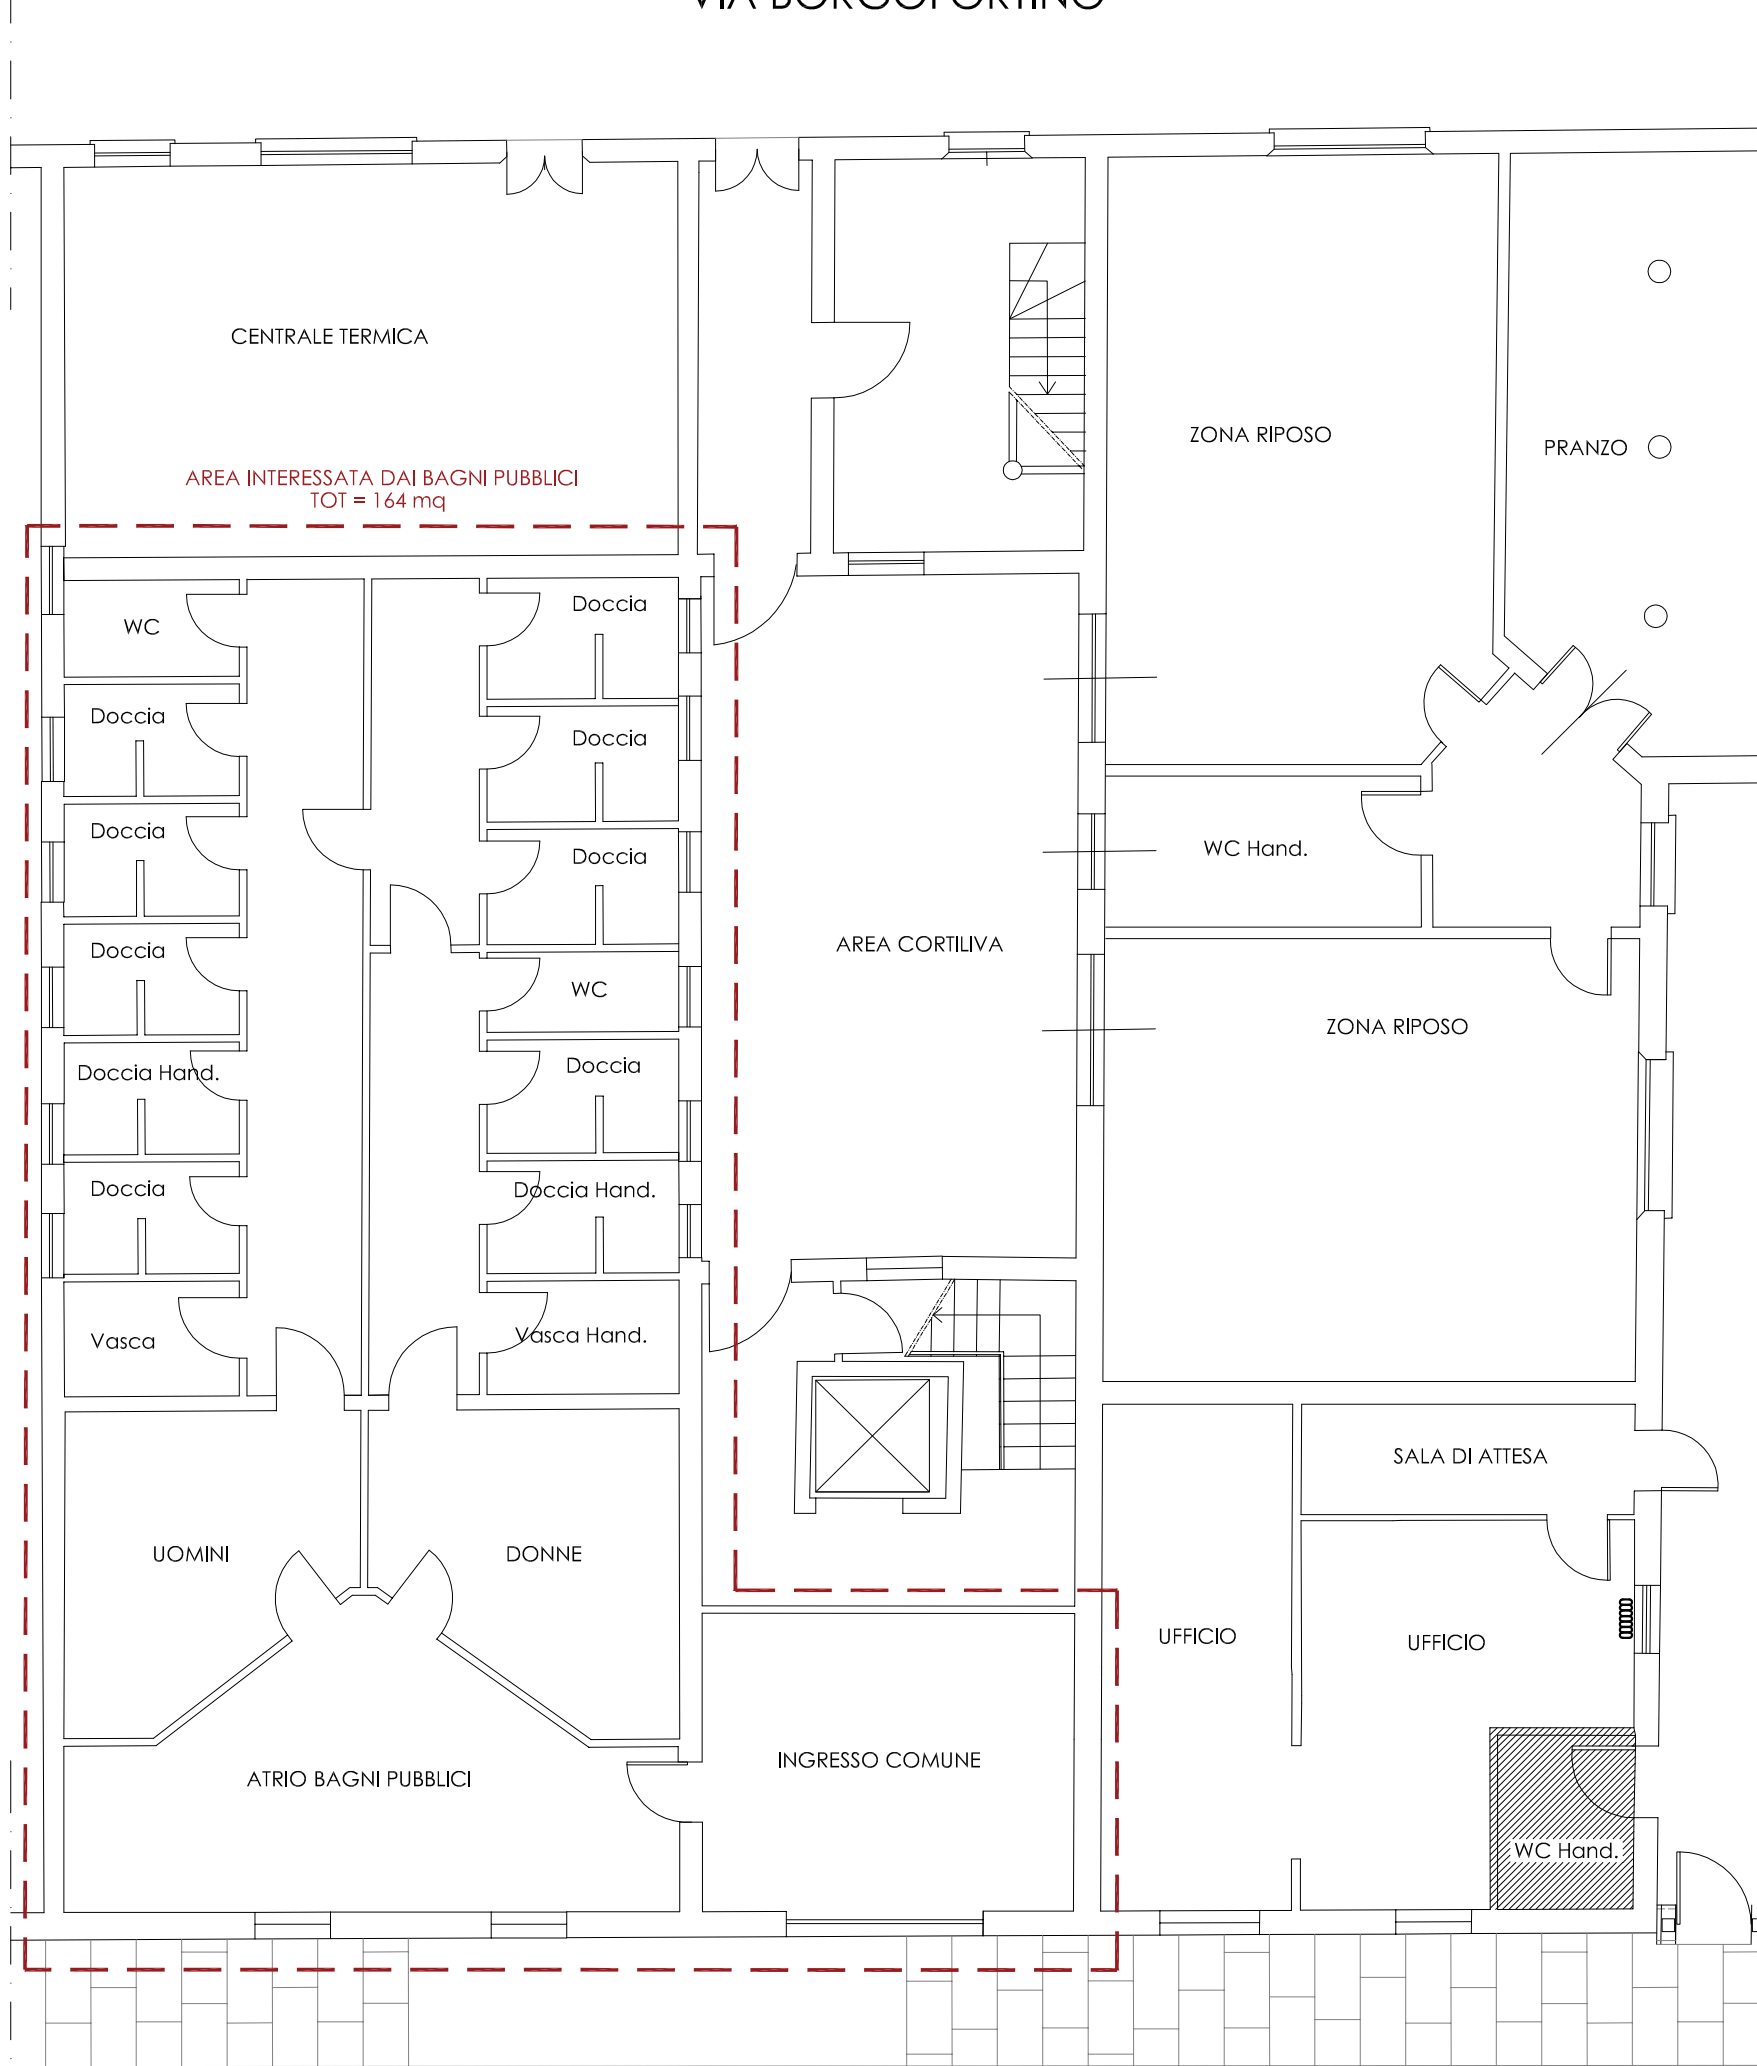 VIA BORGOFORTINO
CENTRALE TERMICA
ZONA RIPOSO
PRANZO
AREA INTERESSATA DAI BAGNI PUBBLICI
TOT = 164 mq
WC
Doccia
Doccia
Doccia
Doccia
Doccia
WC Hand.
Doccia
AREA CORTILIVA
WC
ZONA RIPOSO
Doccia Hand.
Doccia
Doccia
Doccia Hand.
Vasca
Vasca Hand.
SALA DI ATTESA
UOMINI
DONNE
UFFICIO
UFFICIO
ATRIO BAGNI PUBBLICI
INGRESSO COMUNE
WC Hand.